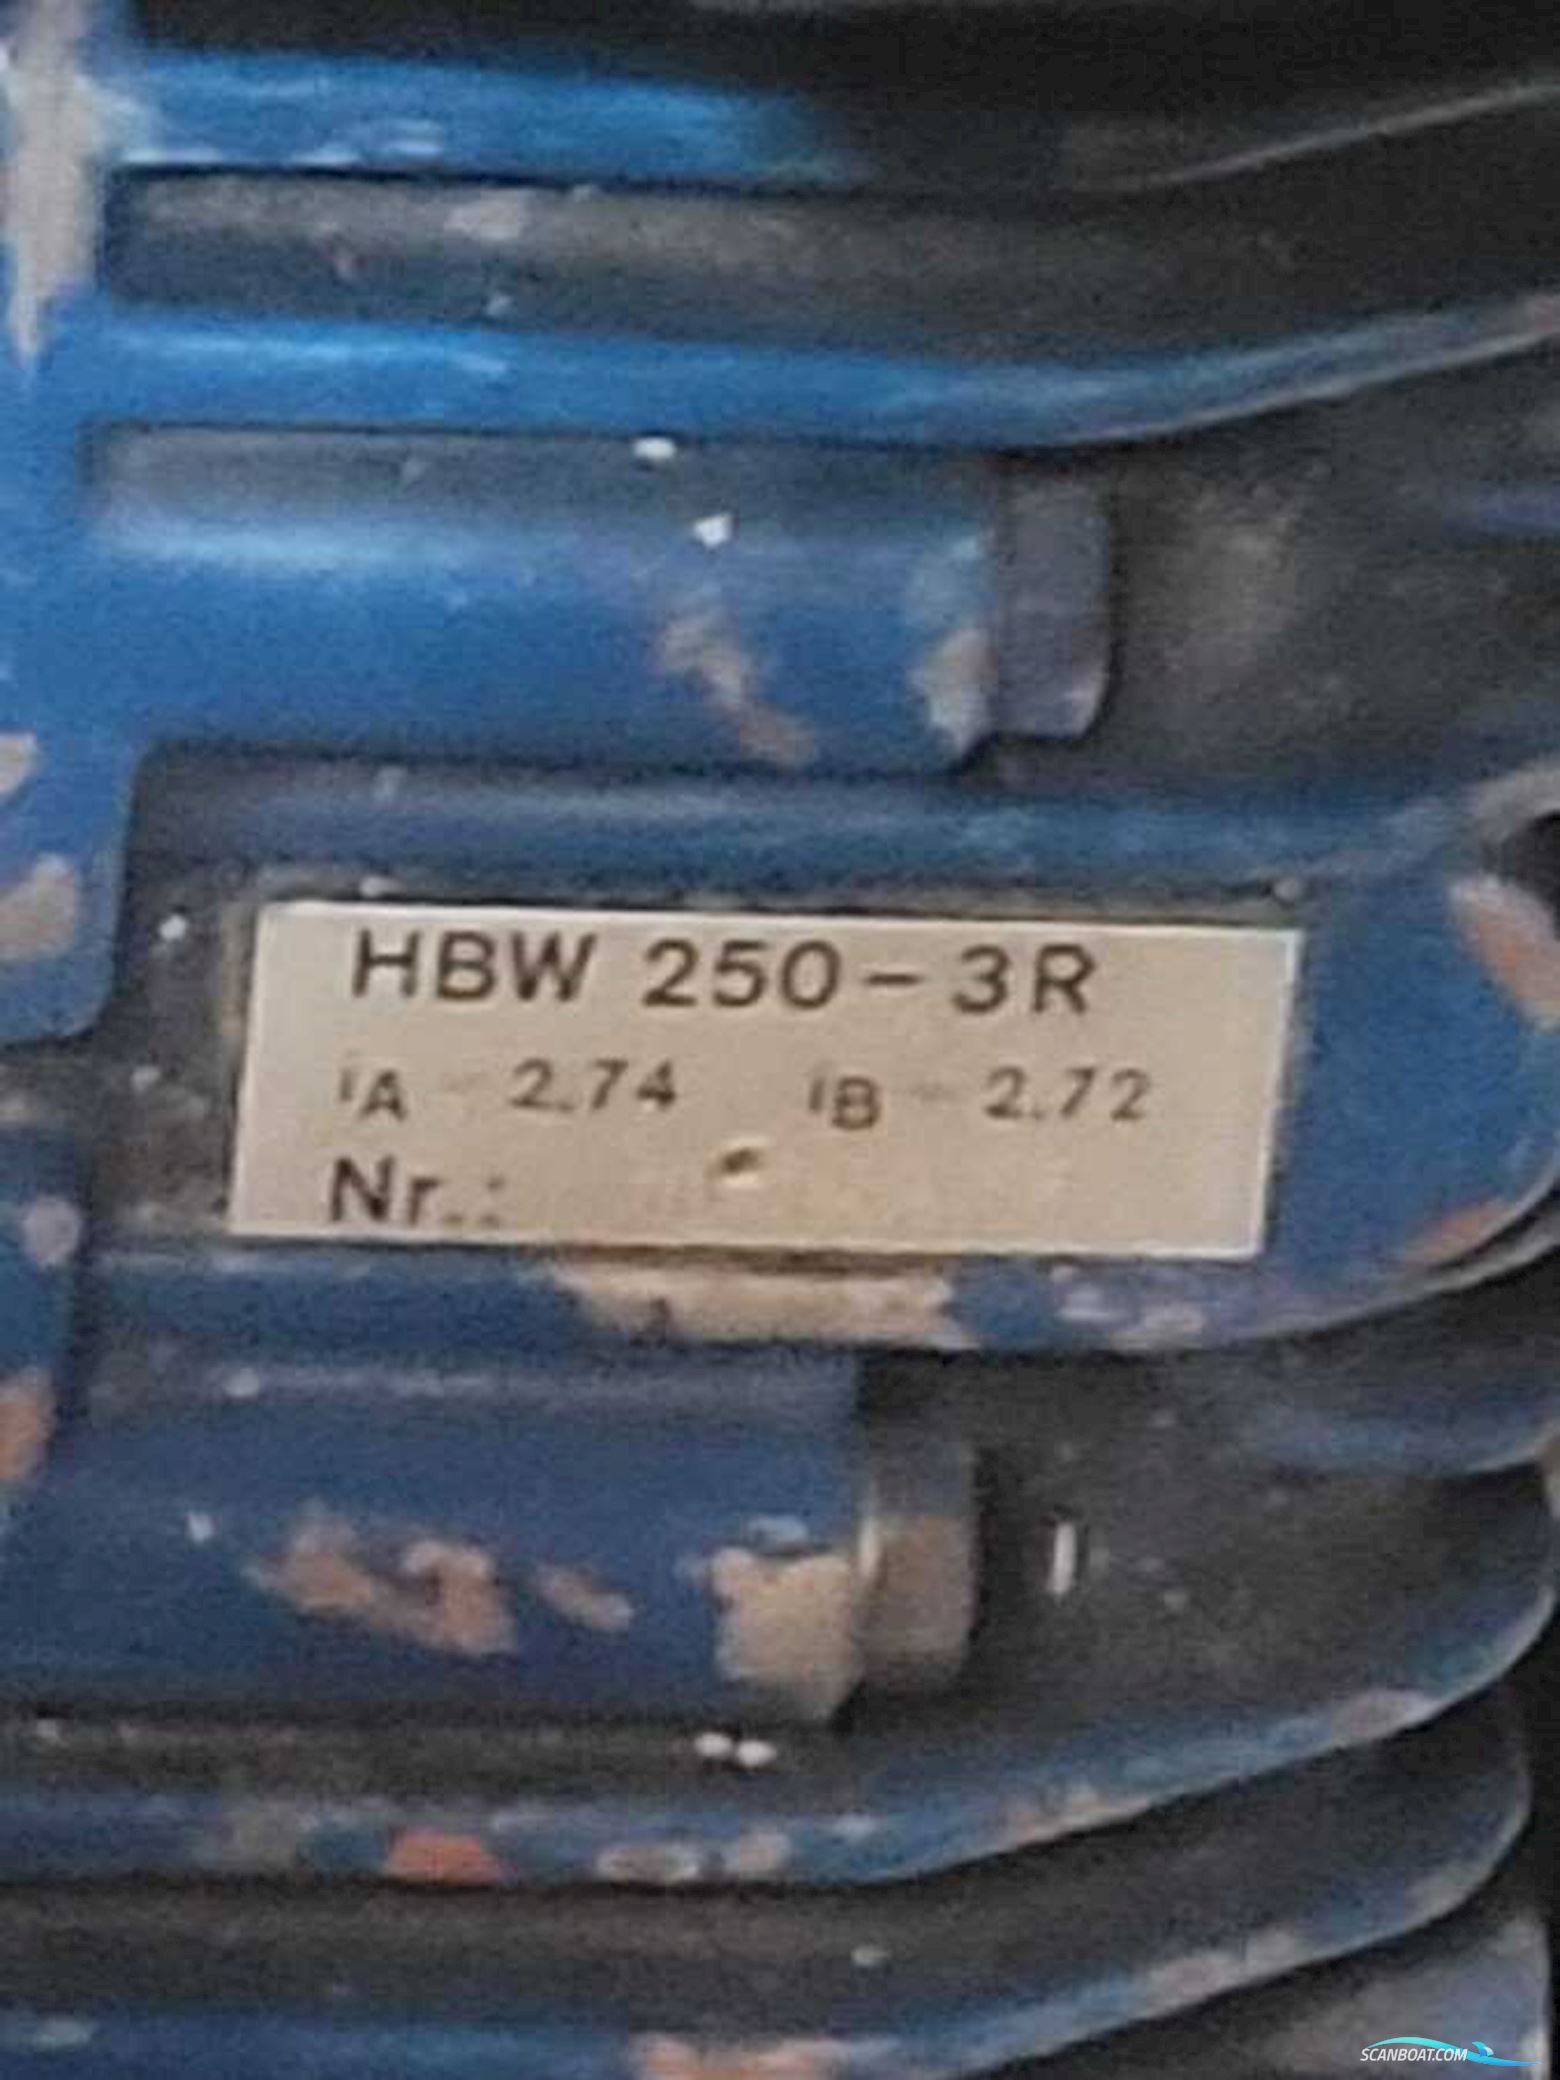 HBW 250-3R
iA - 2.74 iB - 2.72
Nr.:
SCANBOAT.COM